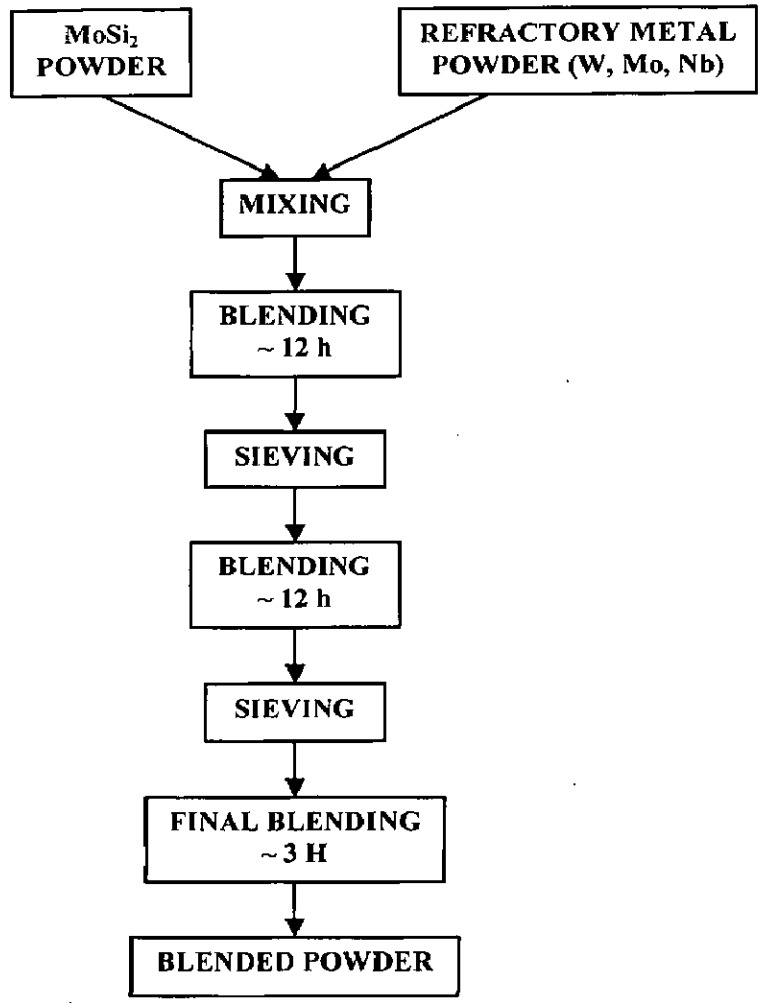 MoSi₂
POWDER
REFRACTORY METAL
POWDER (W, Mo, Nb)
MIXING
BLENDING
~ 12 h
SIEVING
BLENDING
~ 12 h
SIEVING
FINAL BLENDING
~ 3 H
BLENDED POWDER